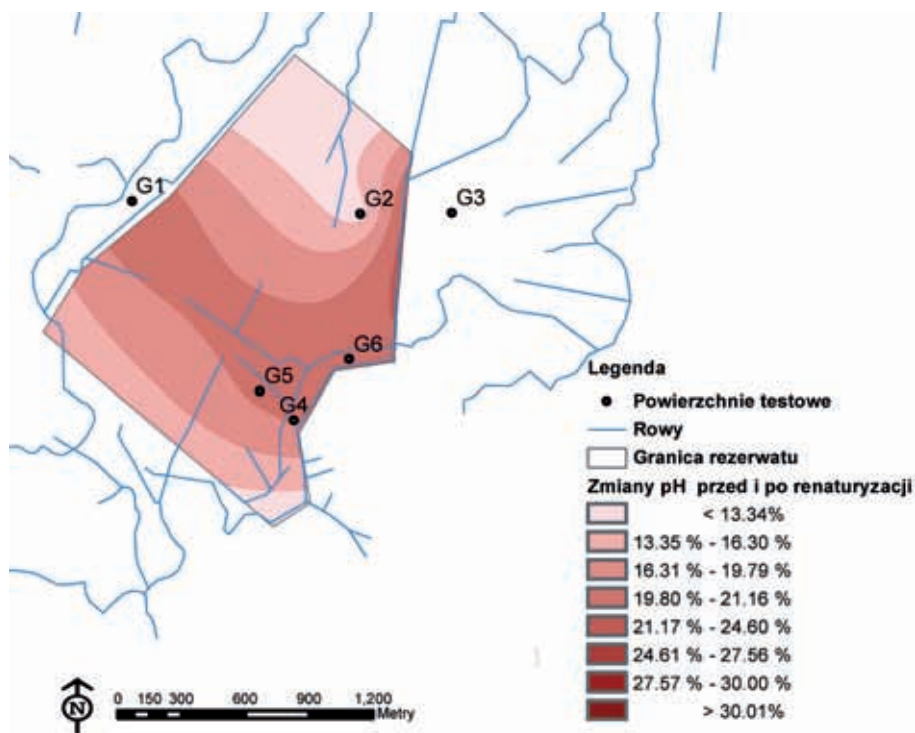 G1
G2
G3
G6
G5
G4
Legenda
Powierzchnie testowe
Rowy
Granica rezerwatu
Zmiany pH przed i po renaturyzacji
< 13.34%
13.35 % - 16.30 %
16.31 % - 19.79 %
19.80 % - 21.16 %
21.17 % - 24.60 %
24.61 % - 27.56 %
27.57 % - 30.00 %
> 30.01%
N
0 150 300 600 900 1,200
Metry